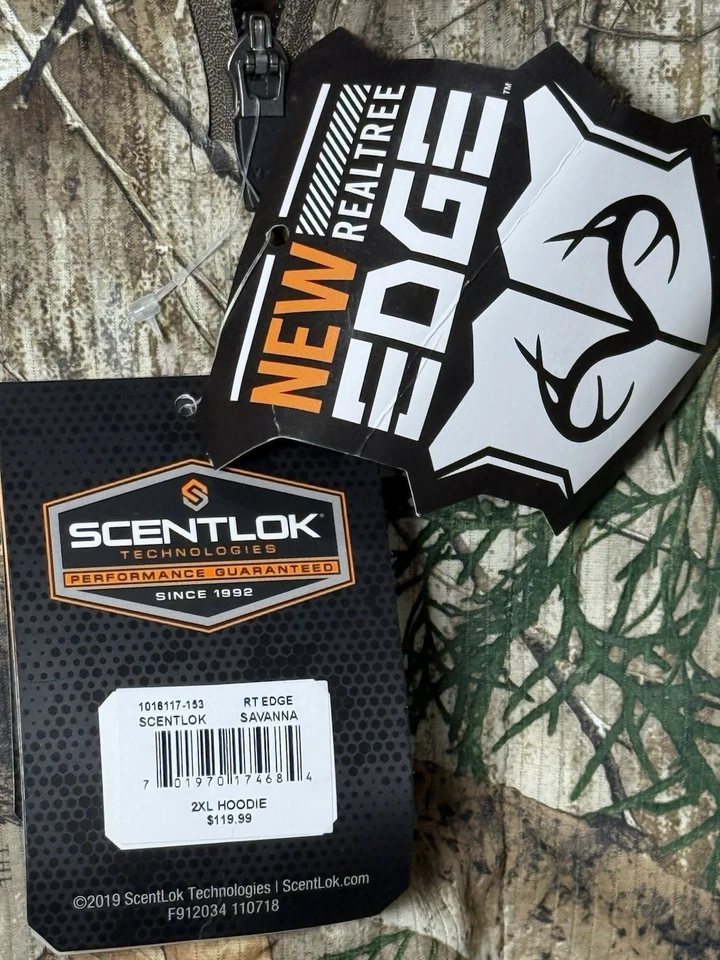 NEW
REALTREE
EDGE™
SCENTLOK
TECHNOLOGIES
PERFORMANCE GUARANTEED
SINCE 1992
1016117-153 RT EDGE
SCENTLOK SAVANNA
7 01970 17468 4
2XL HOODIE
$119.99
©2019 ScentLok Technologies | ScentLok.com
F912034 110718